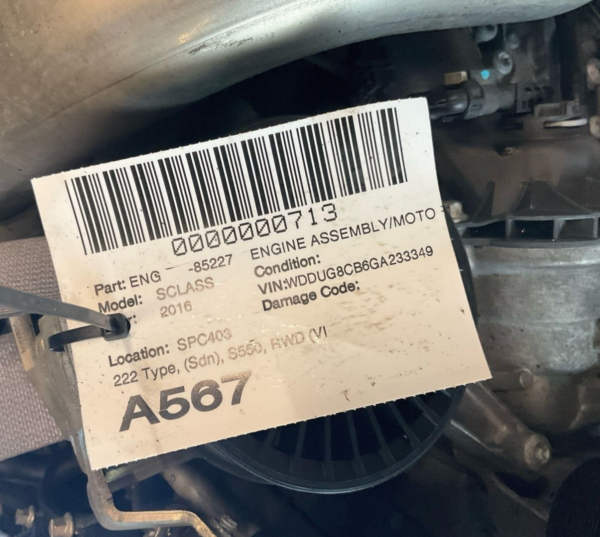 0000000713
Part: ENG -85227 ENGINE ASSEMBLY/MOTO
Model: SCLASS Condition:
r: 2016 VIN:WDDUG8CB6GA233349
Damage Code:
Location: SPC403
222 Type, (Sdn), S550, RWD (VI
A567